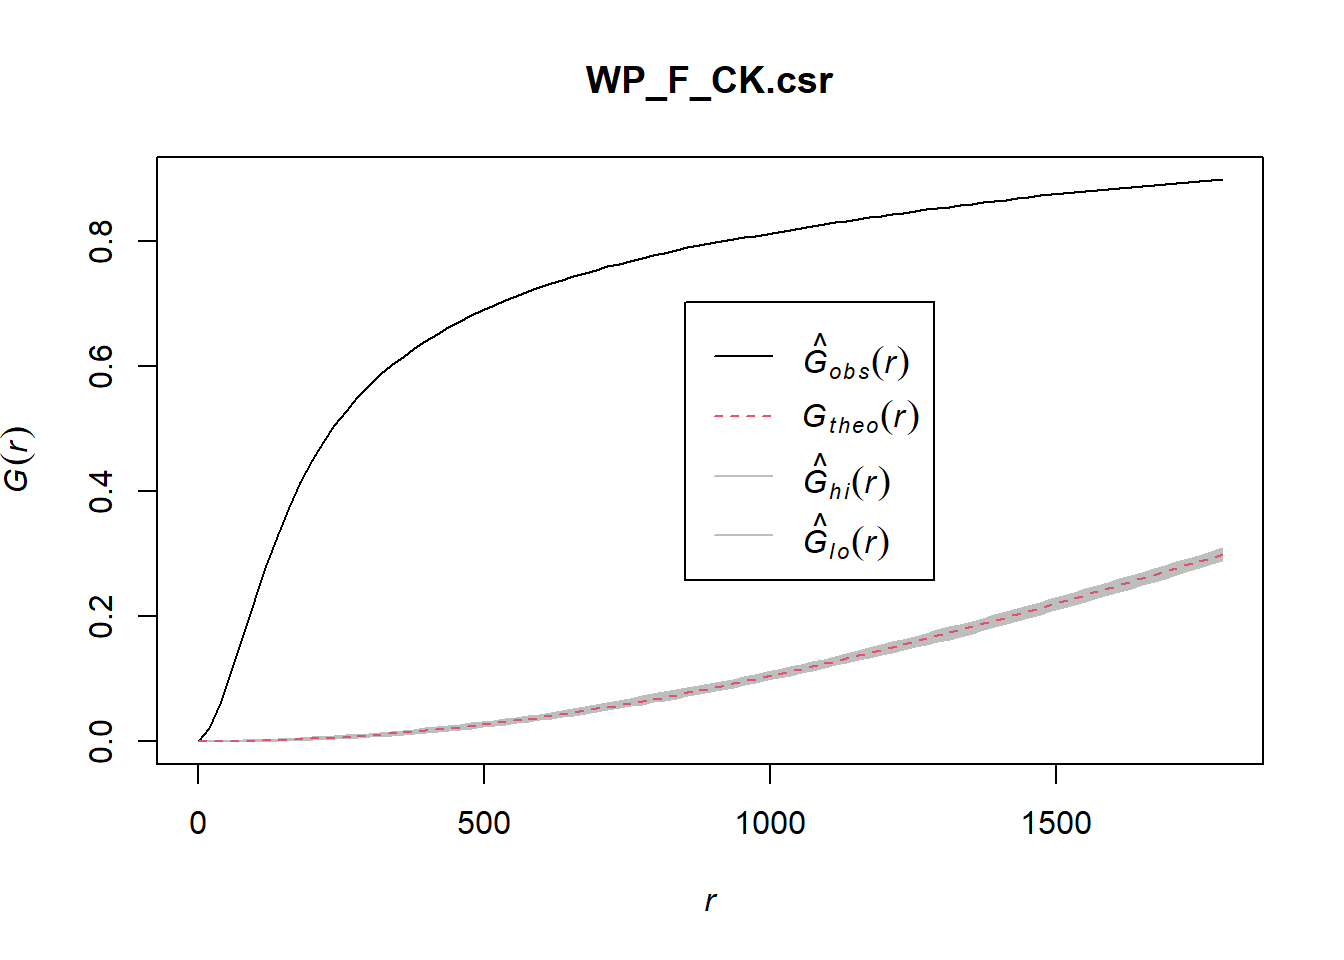 WP_F_CK.csr
G(r)
0.8
0.6
0.4
0.2
0.0
Ĝobs(r)
Gtheo(r)
Ĝhi(r)
Ĝlo(r)
0 500 1000 1500
r